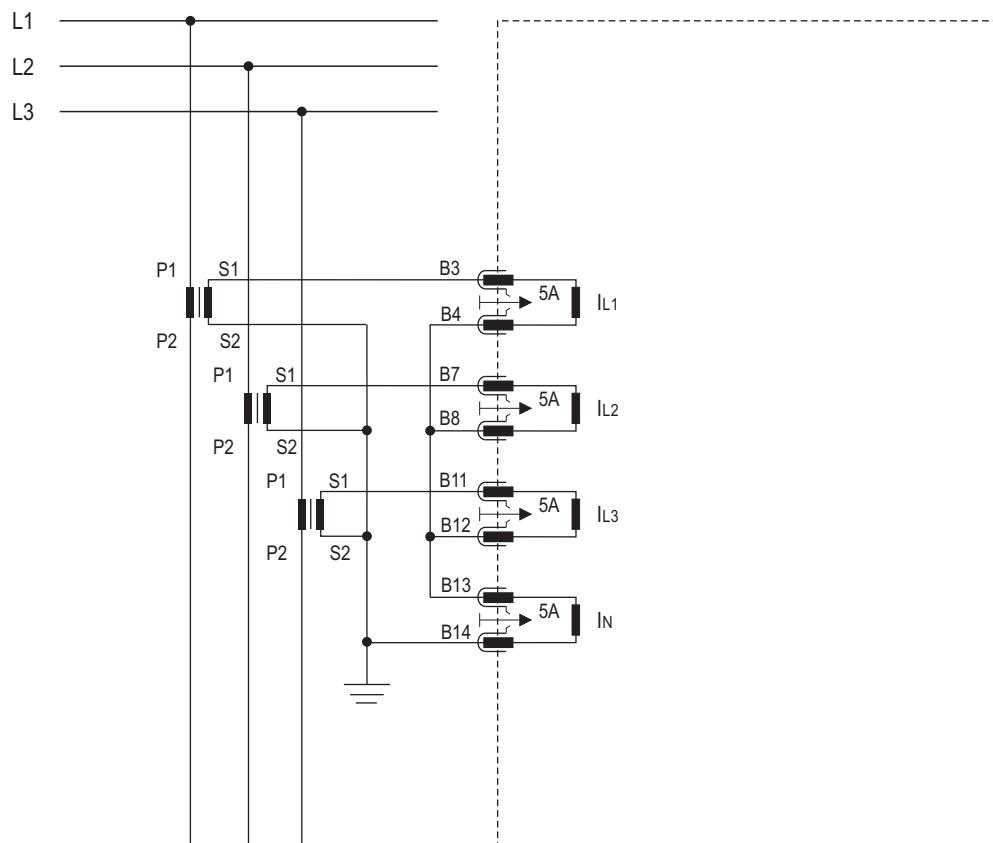 L1
L2
L3
P1 S1 B3
5A IL1
B4
P2 S2
P1 S1 B7
5A IL2
B8
P2 S2
P1 S1 B11
5A IL3
B12
P2 S2
B13
5A IN
B14